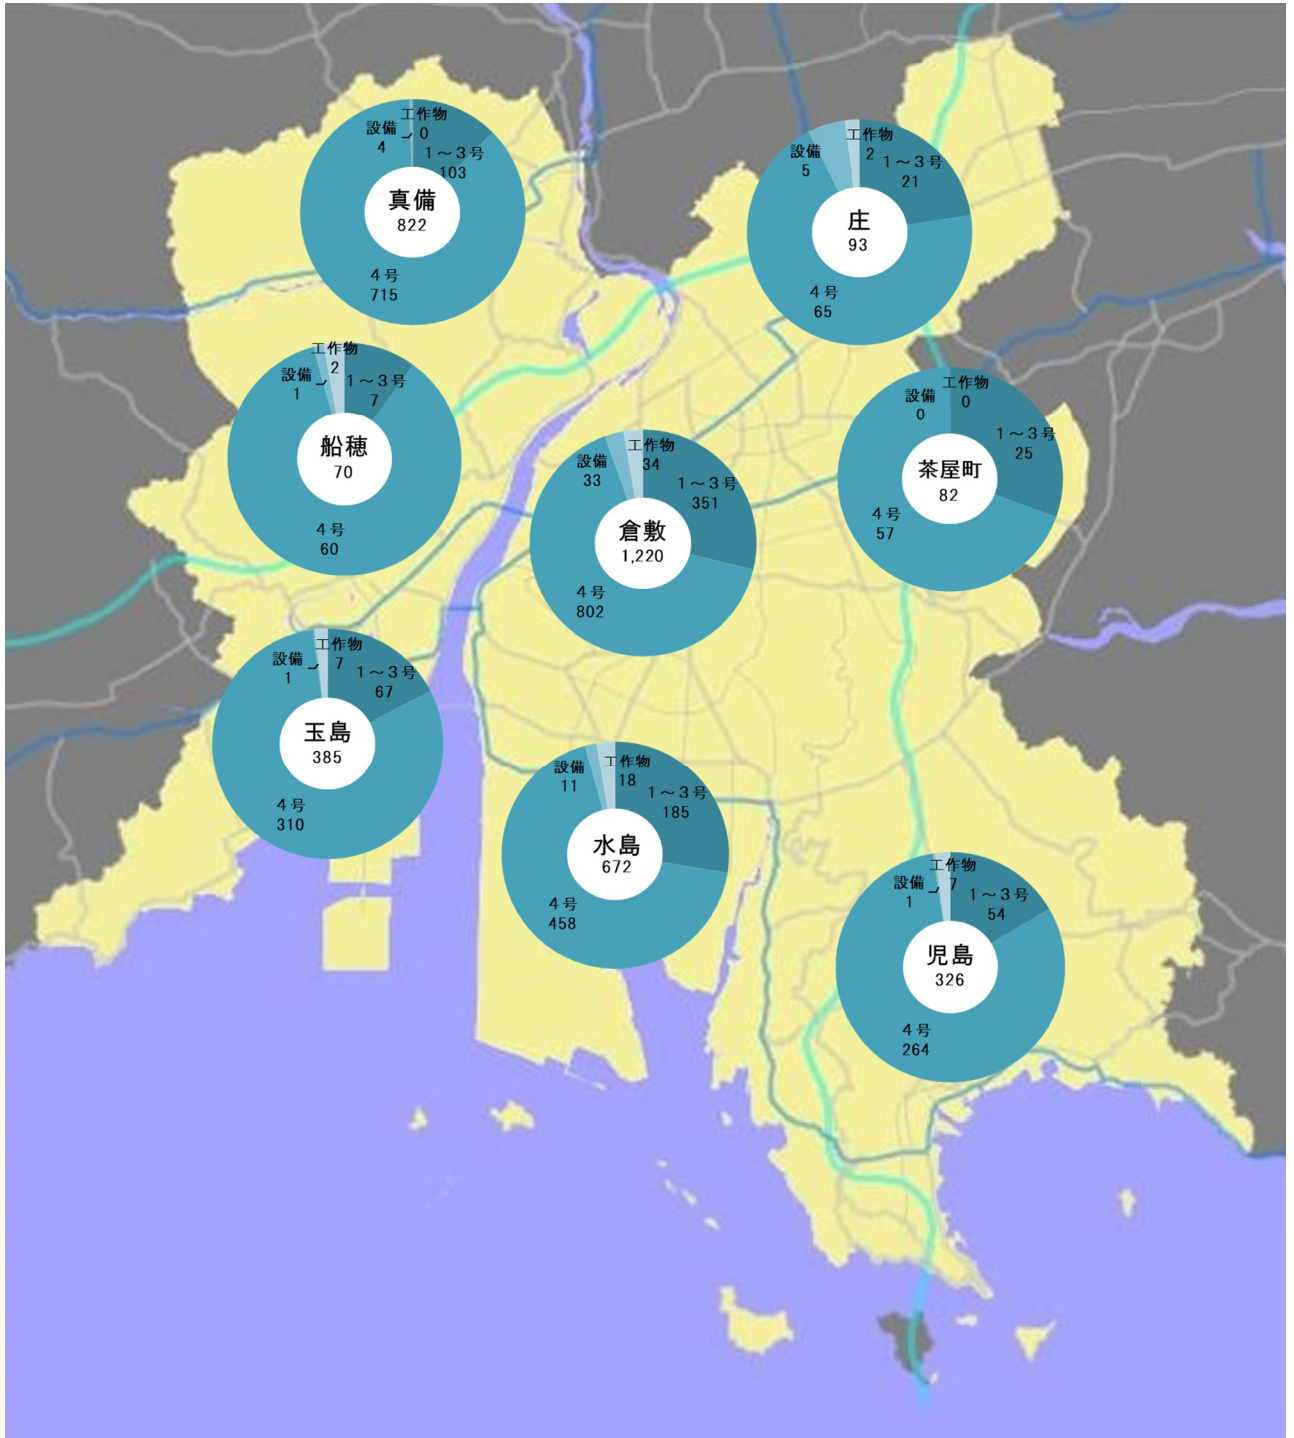 工作物
0
設備
4
1～3号
103
真備
822
4号
715
工作物
2
設備
5
1～3号
21
庄
93
4号
65
工作物
2
設備
1
1～3号
7
船穂
70
4号
60
工作物
0
設備
0
1～3号
25
茶屋町
82
4号
57
工作物
34
設備
33
1～3号
351
倉敷
1,220
4号
802
工作物
7
設備
1
1～3号
67
玉島
385
4号
310
工作物
18
設備
11
1～3号
185
水島
672
4号
458
工作物
7
設備
1
1～3号
54
児島
326
4号
264